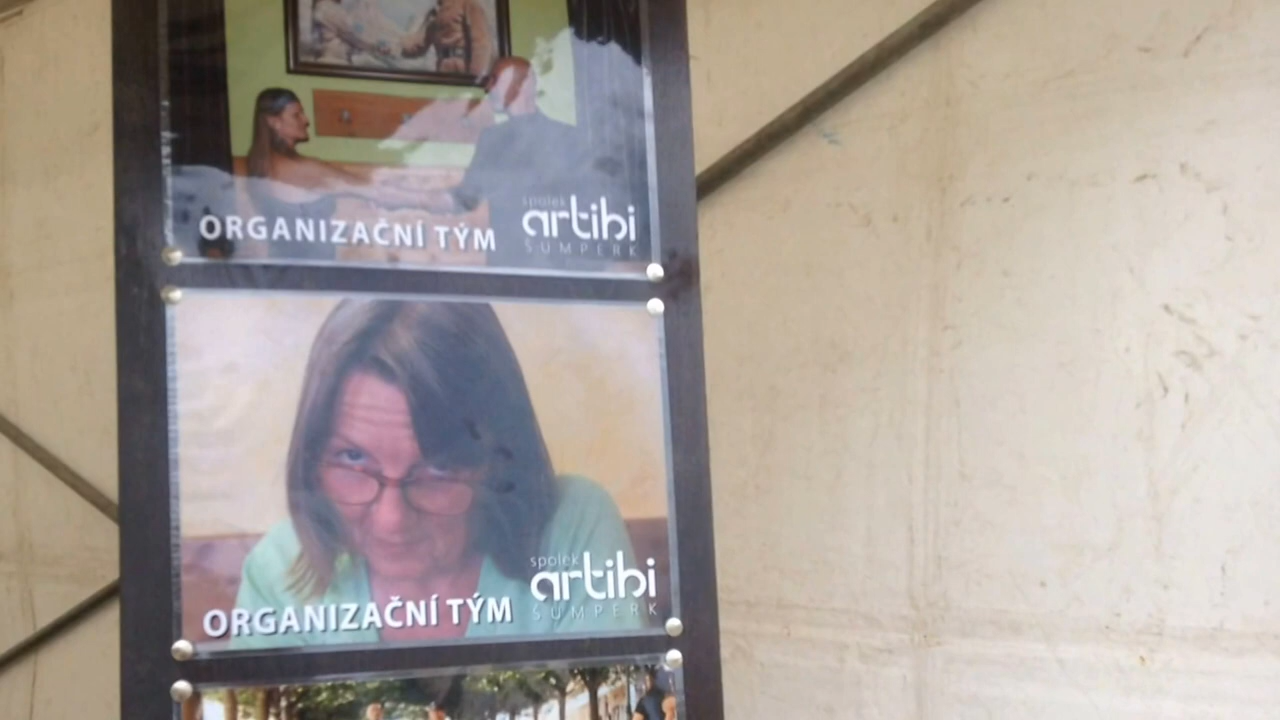 spolek
artibi
ORGANIZAČNÍ TÝM
ŠUMPERK
spolek
artibi
ORGANIZAČNÍ TÝM
ŠUMPERK